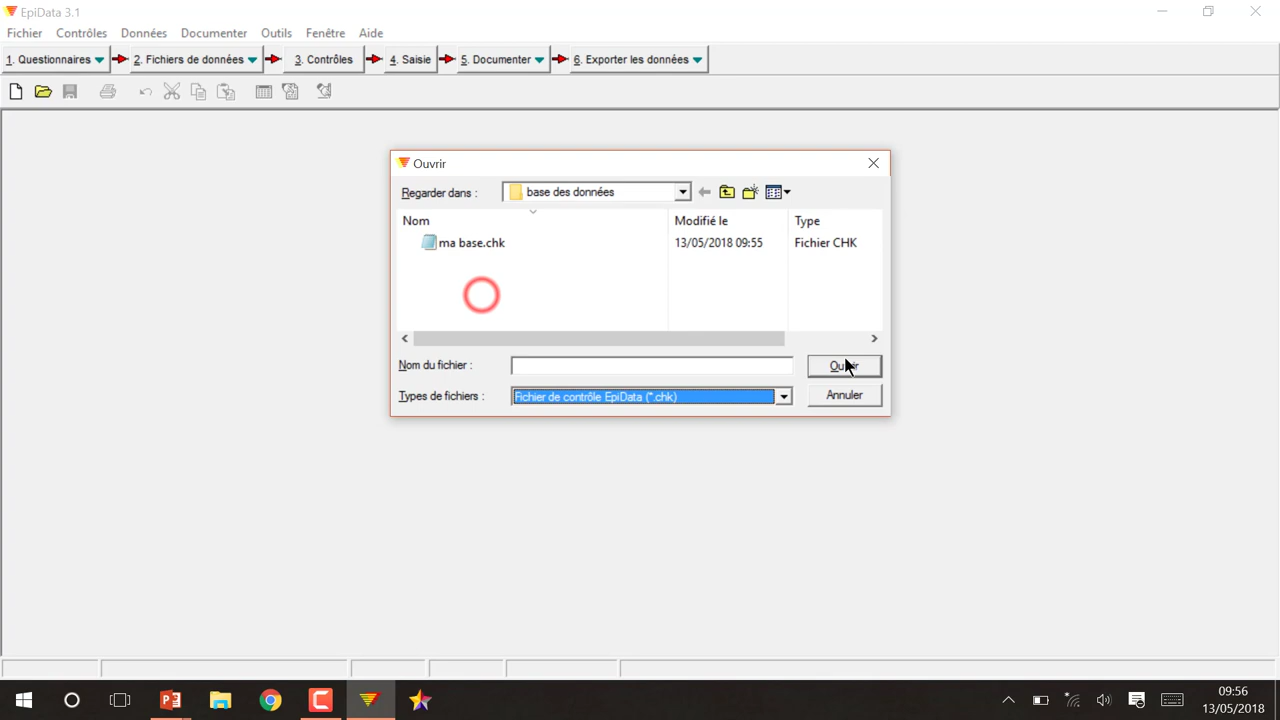 EpiData 3.1
Fichier Contrôles Données Documenter Outils Fenêtre Aide
1. Questionnaires 2. Fichiers de données 3. Contrôles 4. Saisie 5. Documenter 6. Exporter les données
Ouvrir
Regarder dans : base des données
Nom Modifié le Type
ma base.chk 13/05/2018 09:55 Fichier CHK
Nom du fichier : Ouvrir
Types de fichiers : Fichier de contrôle EpiData (*.chk) Annuler
09:56
13/05/2018